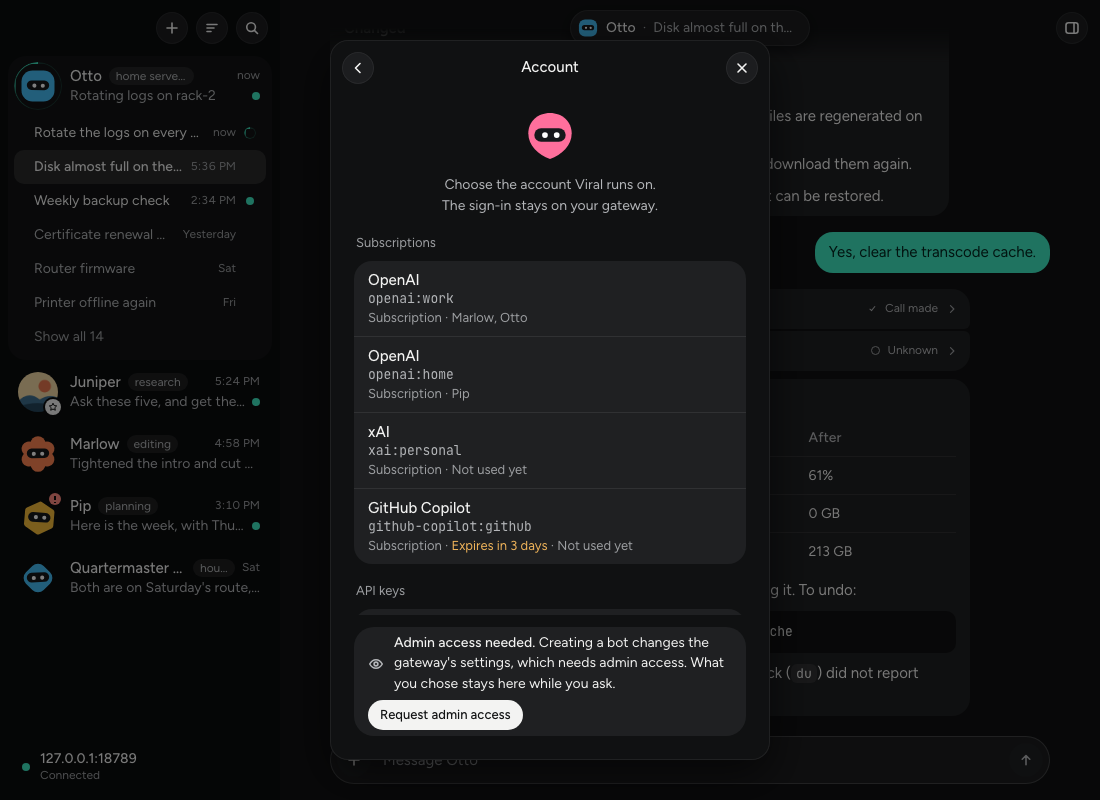 Otto
home serve...
now
Rotating logs on rack-2
Rotate the logs on every ...
now
Disk almost full on the...
5:36 PM
Weekly backup check
2:34 PM
Certificate renewal ...
Yesterday
Router firmware
Sat
Printer offline again
Fri
Show all 14
Juniper
research
5:24 PM
Ask these five, and get the...
Marlow
editing
4:58 PM
Tightened the intro and cut ...
Pip
planning
3:10 PM
Here is the week, with Thu...
Quartermaster ...
hou...
Sat
Both are on Saturday's route,...
127.0.0.1:18789
Connected
Otto · Disk almost full on th...
Account
Choose the account Viral runs on.
The sign-in stays on your gateway.
Subscriptions
OpenAI
openai:work
Subscription · Marlow, Otto
OpenAI
openai:home
Subscription · Pip
xAI
xai:personal
Subscription · Not used yet
GitHub Copilot
github-copilot:github
Subscription · Expires in 3 days · Not used yet
API keys
Admin access needed. Creating a bot changes the
gateway's settings, which needs admin access. What
you chose stays here while you ask.
Request admin access
are regenerated on
download them again.
can be restored.
Yes, clear the transcode cache.
Call made
Unknown
After
61%
0 GB
213 GB
it. To undo:
(du) did not report
Message Otto